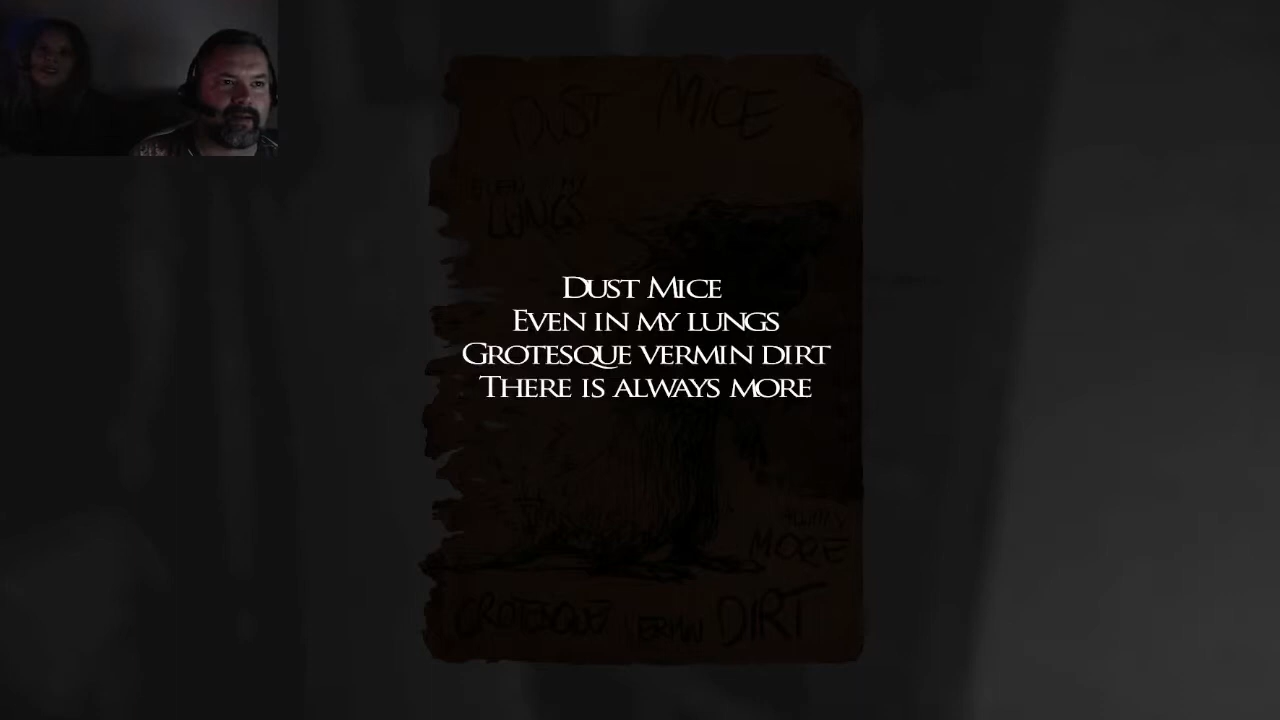 DUST MICE
LUNGS
DUST MICE
EVEN IN MY LUNGS
GROTESQUE VERMIN DIRT
THERE IS ALWAYS MORE
MORE
GROTESQUE VERMIN DIRT